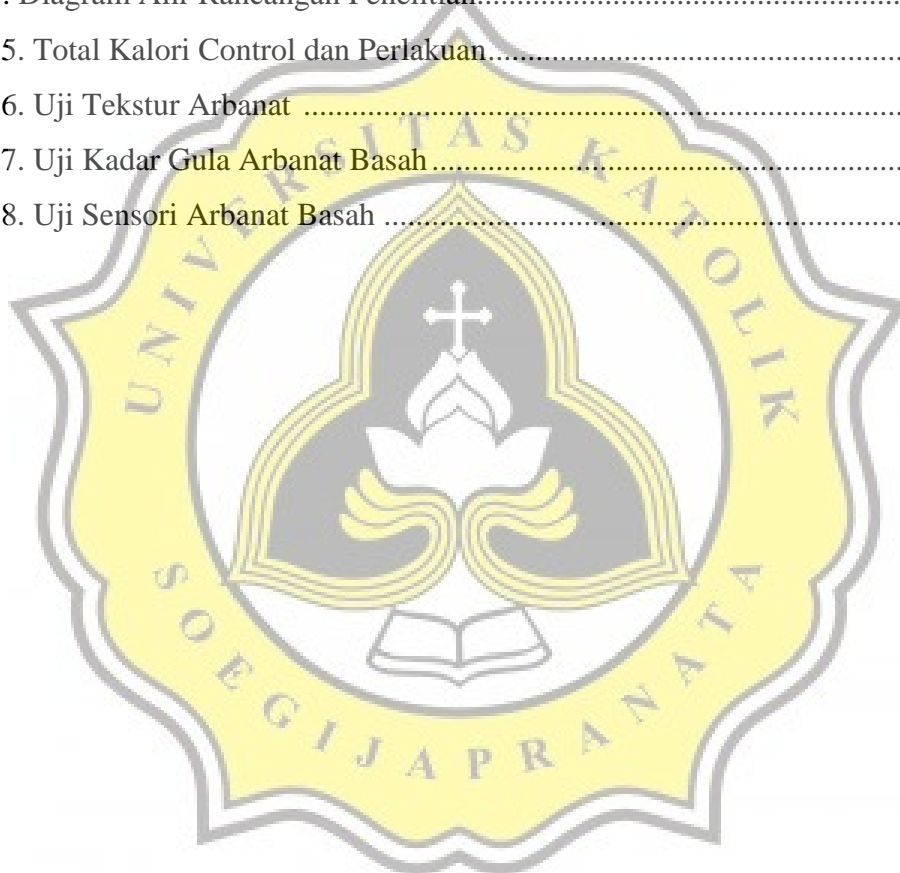 . Diagram Alir Rancangan Penelitian........................................................
5. Total Kalori Control dan Perlakuan......................................................
6. Uji Tekstur Arbanat ...........................................................................
7. Uji Kadar Gula Arbanat Basah............................................................
8. Uji Sensori Arbanat Basah .................................................................
UNIVERSITAS KATOLIK
SOEGIJAPRANATA